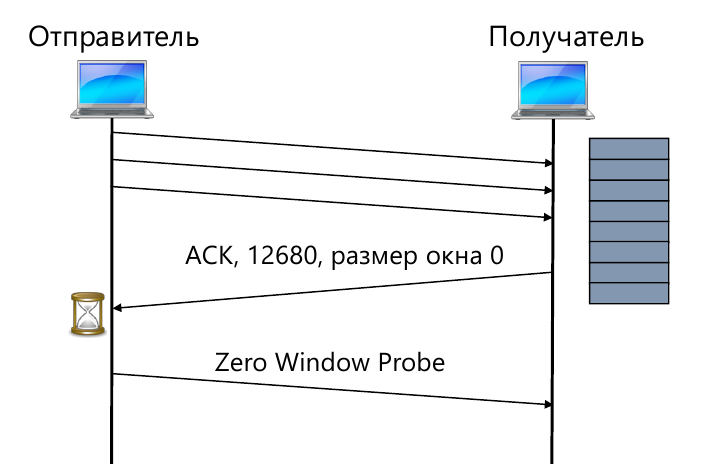 Отправитель
Получатель
ACK, 12680, размер окна 0
Zero Window Probe